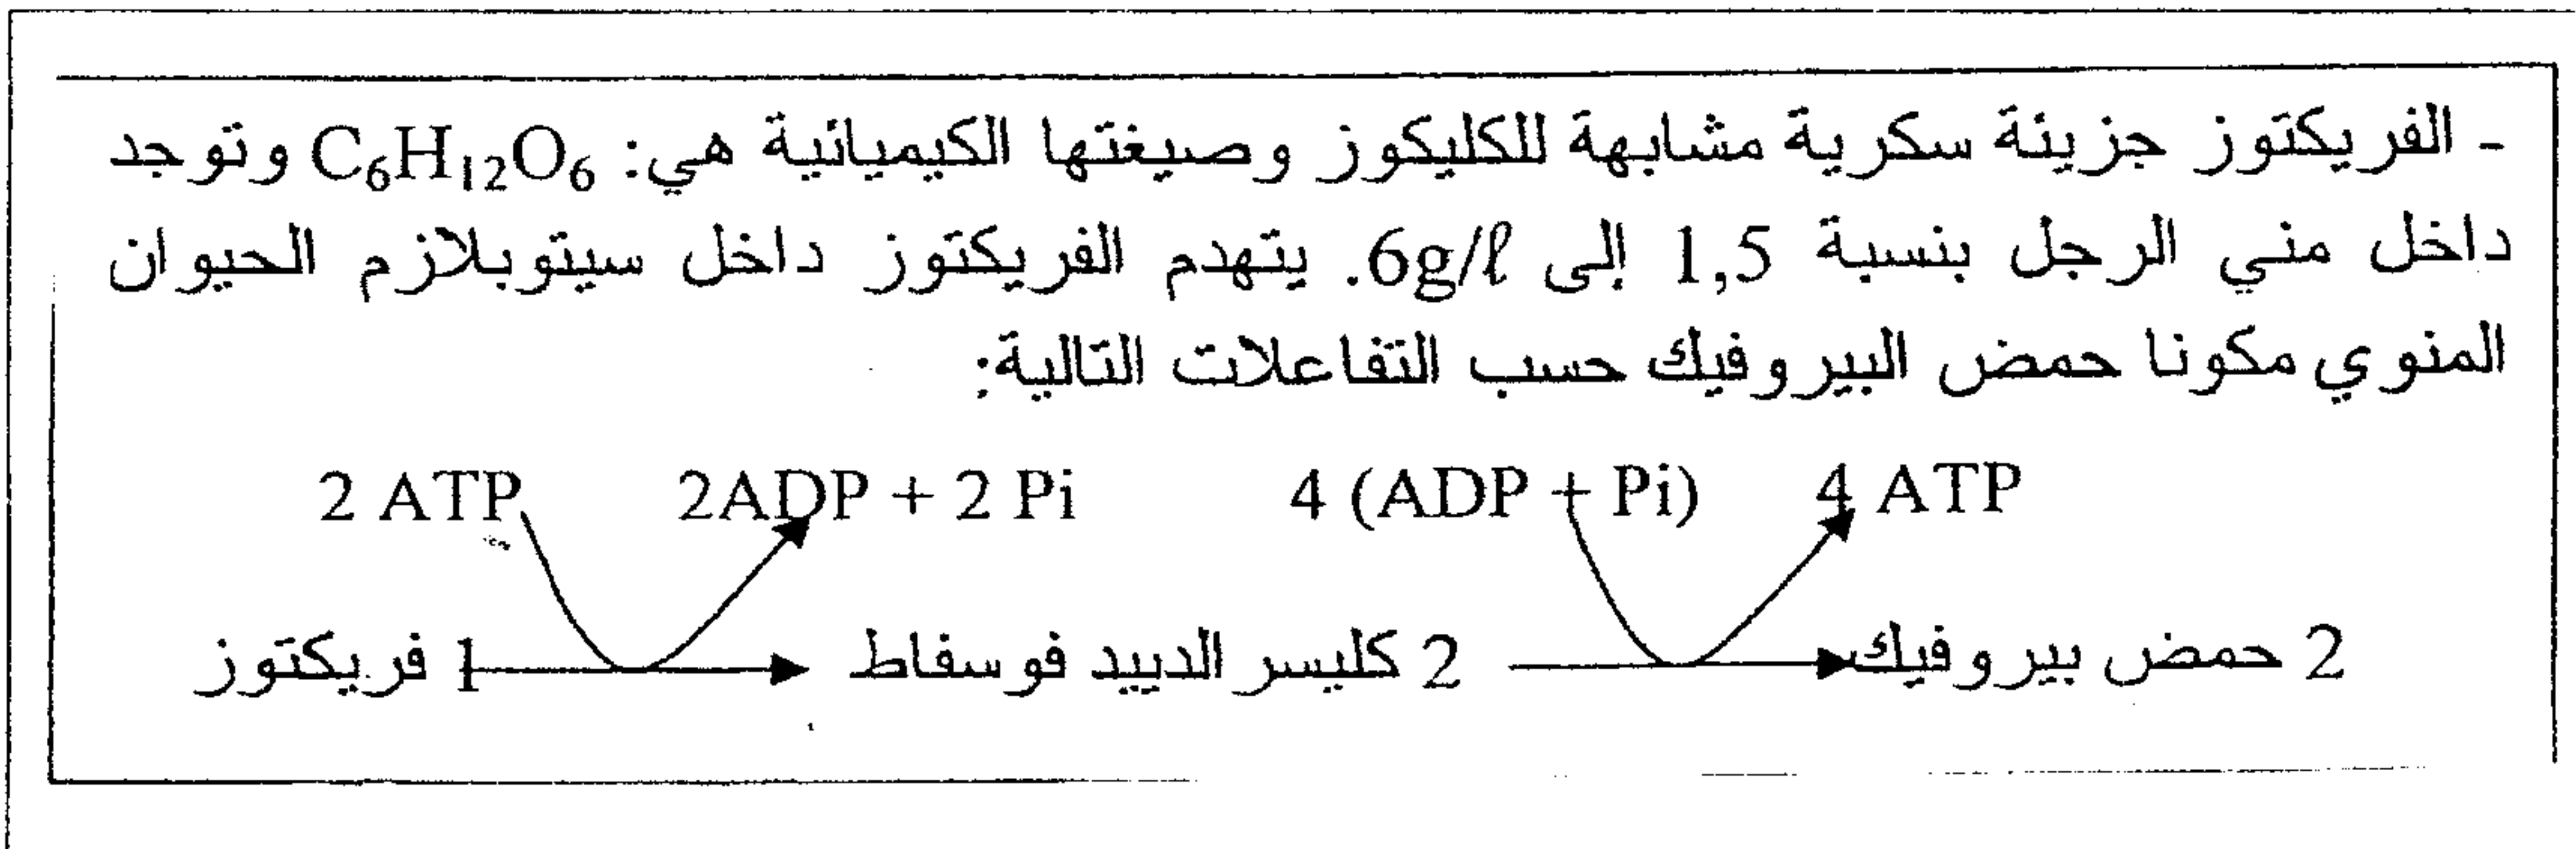 - الفريكتوز جزيئة سكرية مشابهة للكليكوز وصيغتها الكيميائية هي: C₆H₁₂O₆ وتوجد
داخل مني الرجل بنسبة 1,5 إلى 6g/ℓ. يتهدم الفريكتوز داخل سيتوبلازم الحيوان
المنوي مكونا حمض البيروفيك حسب التفاعلات التالية:
2 ATP 2ADP + 2 Pi 4 (ADP + Pi) 4 ATP
1 فريكتوز 2 كليسر الدييد فوسفاط 2 حمض بيروفيك